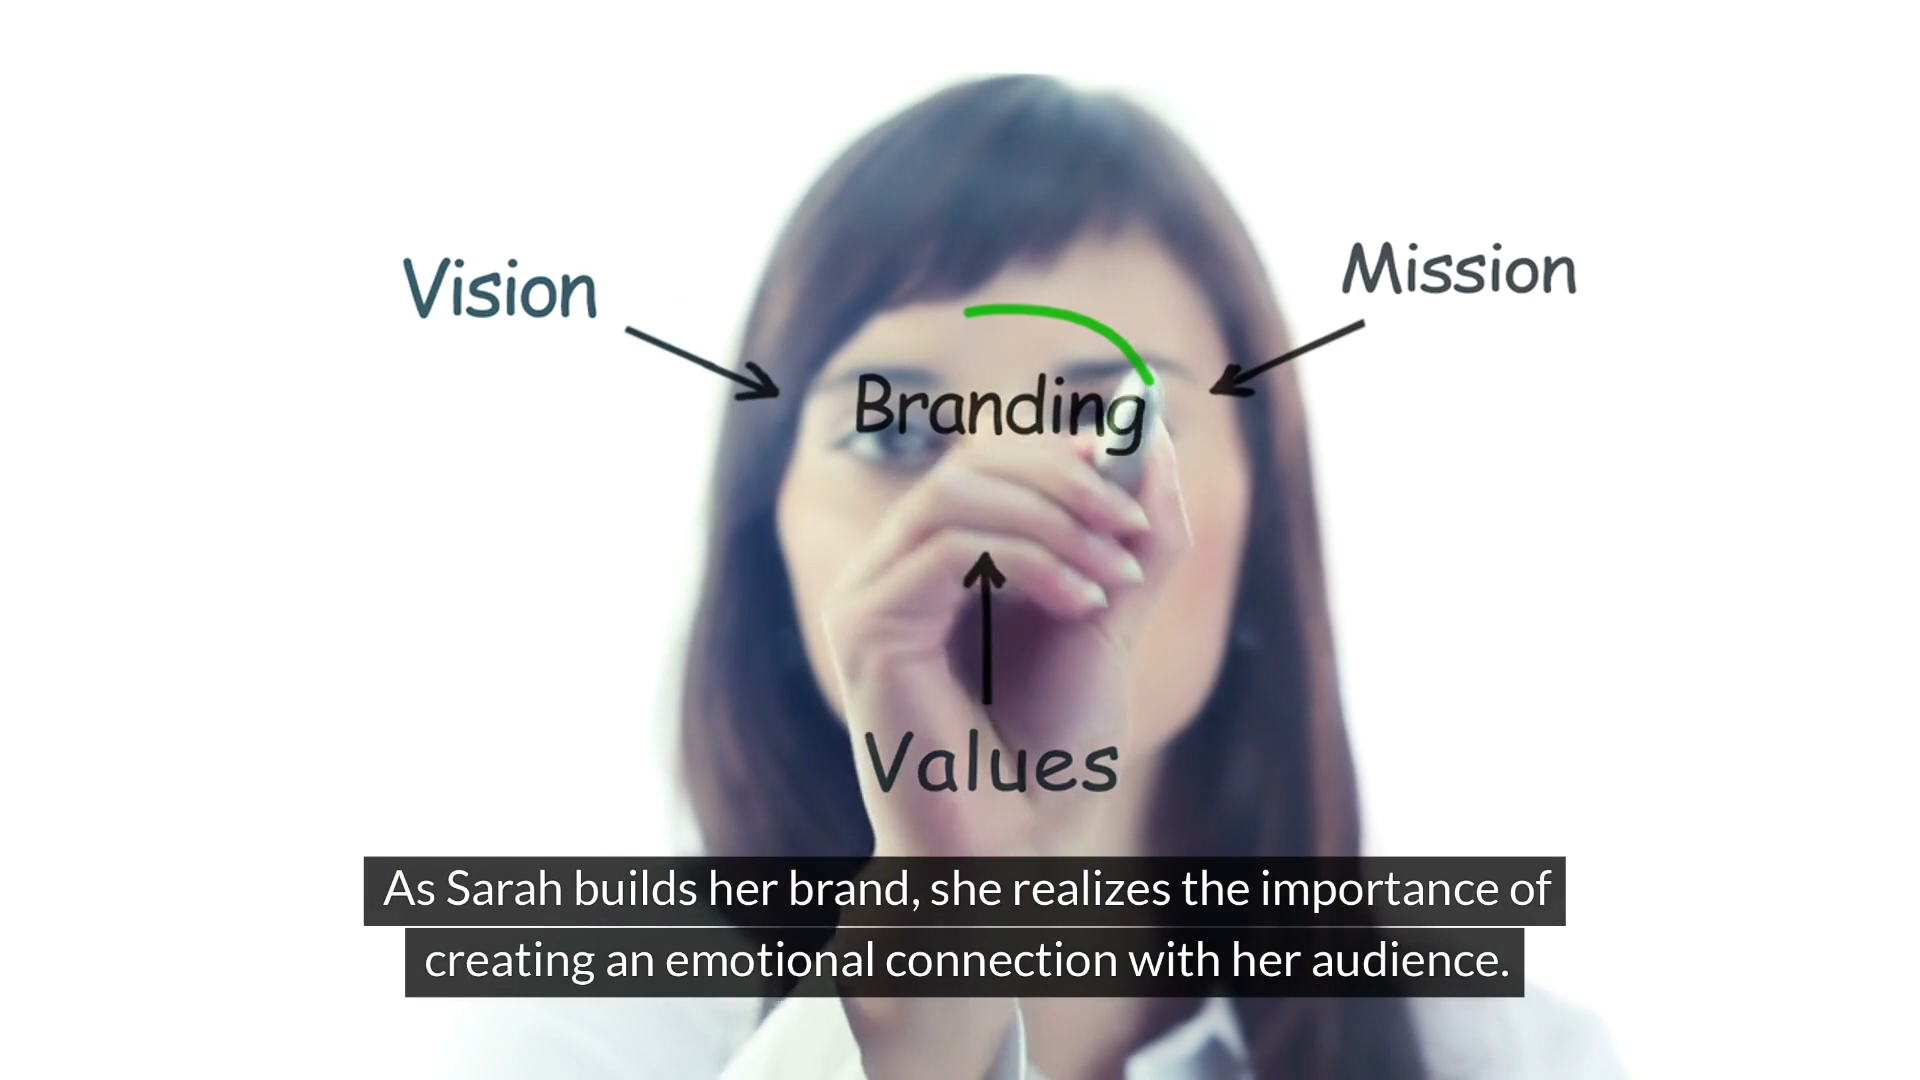 Vision
Mission
Branding
Values
As Sarah builds her brand, she realizes the importance of
creating an emotional connection with her audience.